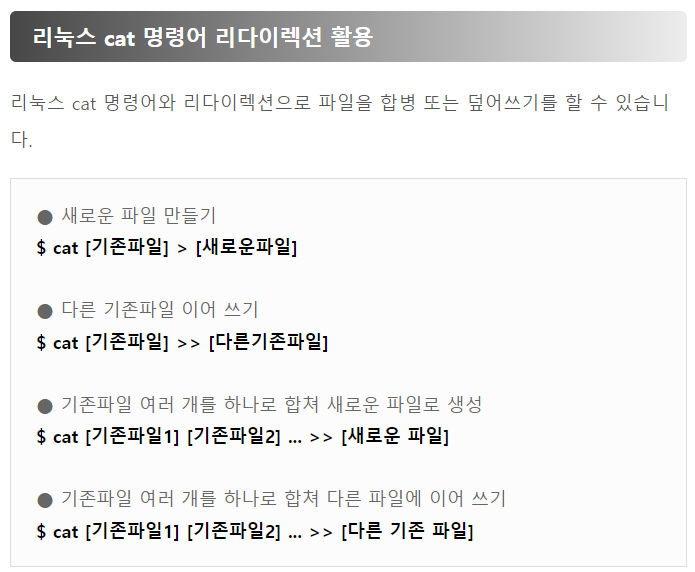 리눅스 cat 명령어 리다이렉션 활용
리눅스 cat 명령어와 리다이렉션으로 파일을 합병 또는 덮어쓰기를 할 수 있습니
다.
● 새로운 파일 만들기
$ cat [기존파일] > [새로운파일]
● 다른 기존파일 이어 쓰기
$ cat [기존파일] >> [다른기존파일]
● 기존파일 여러 개를 하나로 합쳐 새로운 파일로 생성
$ cat [기존파일1] [기존파일2] ... >> [새로운 파일]
● 기존파일 여러 개를 하나로 합쳐 다른 파일에 이어 쓰기
$ cat [기존파일1] [기존파일2] ... >> [다른 기존 파일]